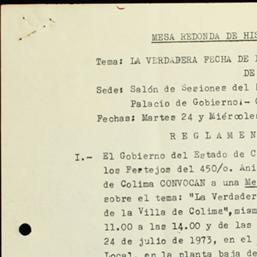 MESA REDONDA DE HIS
Tema: LA VERDADERA FECHA DE
DE
Sede: Salón de Sesiones del
Palacio de Gobierno.-
Fechas: Martes 24 y Miércole
R E G L A M E N
I.- El Gobierno del Estado de C
los Festejos del 450/o. Ani
de Colima CONVOCAN a una Me
sobre el tema: "La Verdader
de la Villa de Colima", mism
11.00 a las 14.00 y de las
24 de julio de 1973, en el
Local, en la planta baja de